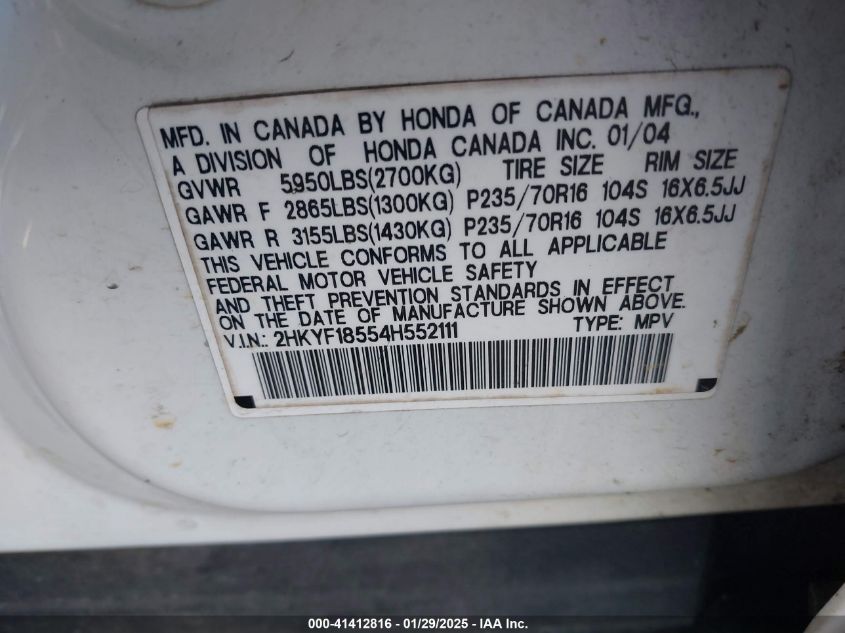 MFD. IN CANADA BY HONDA OF CANADA MFG.,
A DIVISION OF HONDA CANADA INC. 01/04
GVWR 5950LBS(2700KG) TIRE SIZE RIM SIZE
GAWR F 2865LBS(1300KG) P235/70R16 104S 16X6.5JJ
GAWR R 3155LBS(1430KG) P235/70R16 104S 16X6.5JJ
THIS VEHICLE CONFORMS TO ALL APPLICABLE
FEDERAL MOTOR VEHICLE SAFETY
AND THEFT PREVENTION STANDARDS IN EFFECT
ON THE DATE OF MANUFACTURE SHOWN ABOVE.
V.I.N.: 2HKYF18554H552111 TYPE: MPV
000-41412816 - 01/29/2025 - IAA Inc.